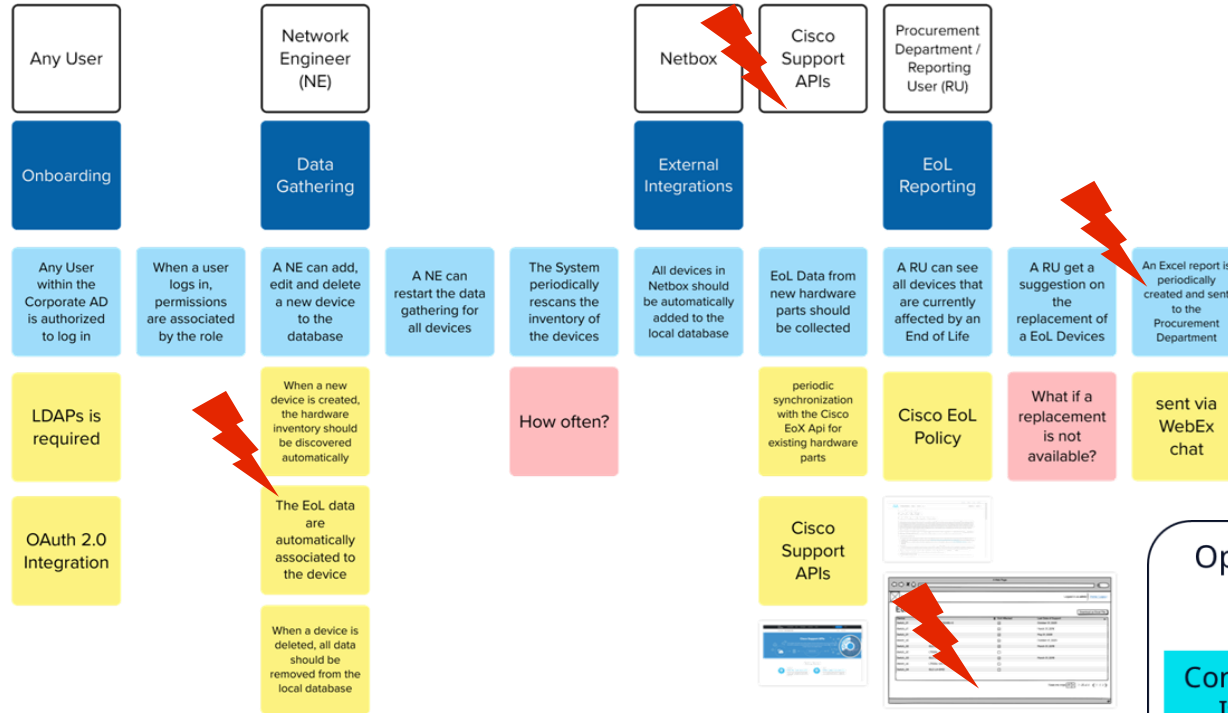 Any User
Network
Engineer
(NE)
Netbox
Cisco
Support
APIs
Procurement
Department /
Reporting
User (RU)
Onboarding
Data
Gathering
External
Integrations
EoL
Reporting
Any User
within the
Corporate AD
is authorized
to log in
When a user
logs in,
permissions
are associated
by the role
A NE can add,
edit and delete
a new device
to the
database
A NE can
restart the data
gathering for
all devices
The System
periodically
rescans the
inventory of
the devices
All devices in
Netbox should
be automatically
added to the
local database
EoL Data from
new hardware
parts should
be collected
A RU can see
all devices that
are currently
affected by an
End of Life
A RU get a
suggestion on
the
replacement of
a EoL Devices
An Excel report is
periodically
created and sent
to the
Procurement
Department
LDAPs is
required
When a new
device is created,
the hardware
inventory should
be discovered
automatically
How often?
periodic
synchronization
with the Cisco
EoX Api for
existing hardware
parts
Cisco EoL
Policy
What if a
replacement
is not
available?
sent via
WebEx
chat
OAuth 2.0
Integration
The EoL data
are
automatically
associated to
the device
Cisco
Support
APIs
When a device is
deleted, all data
should be
removed from the
local database